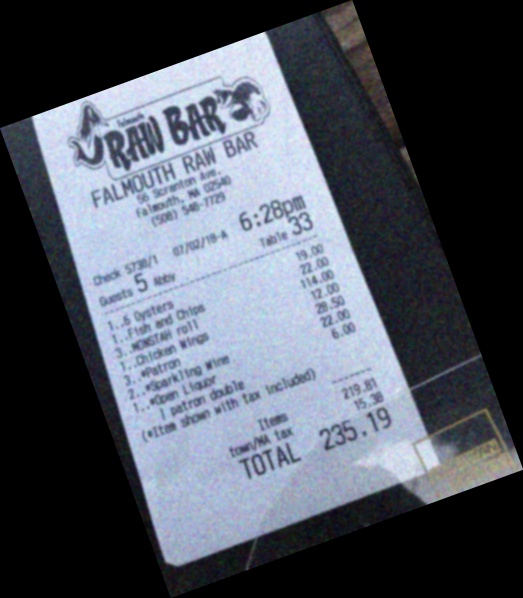 RAW BAR
FALMOUTH RAW BAR
56 Scranton Ave.
Falmouth, MA 02540
(508) 548-7729
6:28pm
Check 5738/1 07/02/18-A Table 33
Guests 5 Abby
1..6 Oysters 19.00
1..Fish and Chips 22.00
3..MONSTAH roll 114.00
1..Chicken Wings 12.00
3..*Patron 28.50
2..*Sparkling Wine 22.00
1..*Open Liquor 6.00
1 patron double
(*Item shown with tax included)
Items 219.81
town/MA tax 15.38
TOTAL 235.19